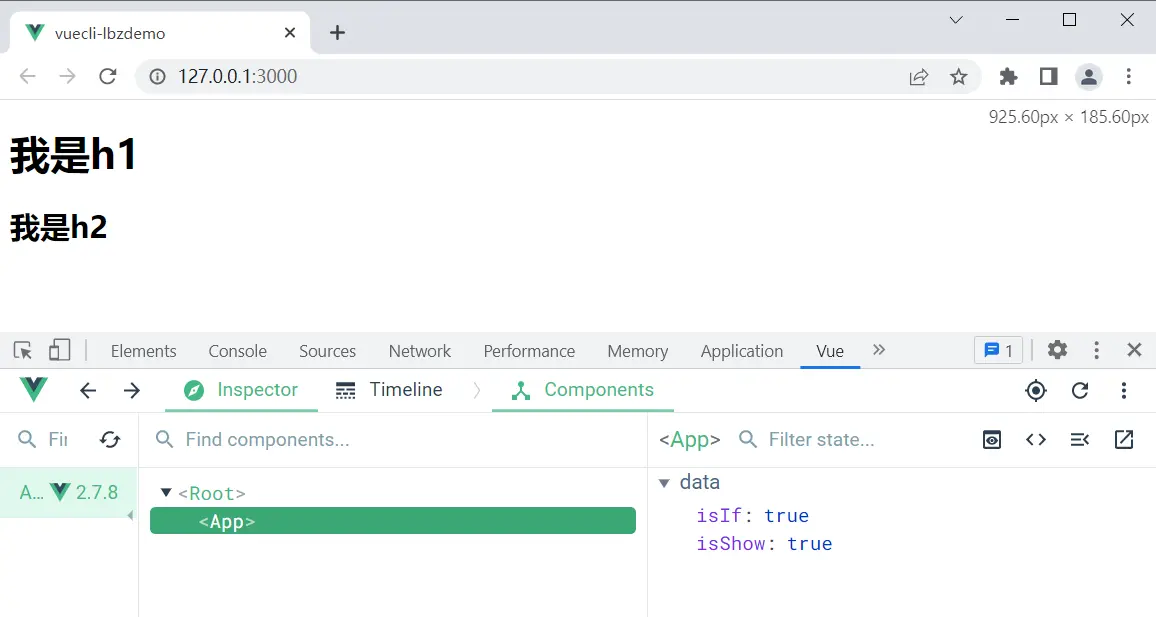 vuecli-lbzdemo
127.0.0.1:3000
925.60px × 185.60px
我是h1
我是h2
Elements Console Sources Network Performance Memory Application Vue 1
Inspector Timeline Components
Fi Find components... <App> Filter state...
A... 2.7.8
<Root>
<App>
data
isIf: true
isShow: true